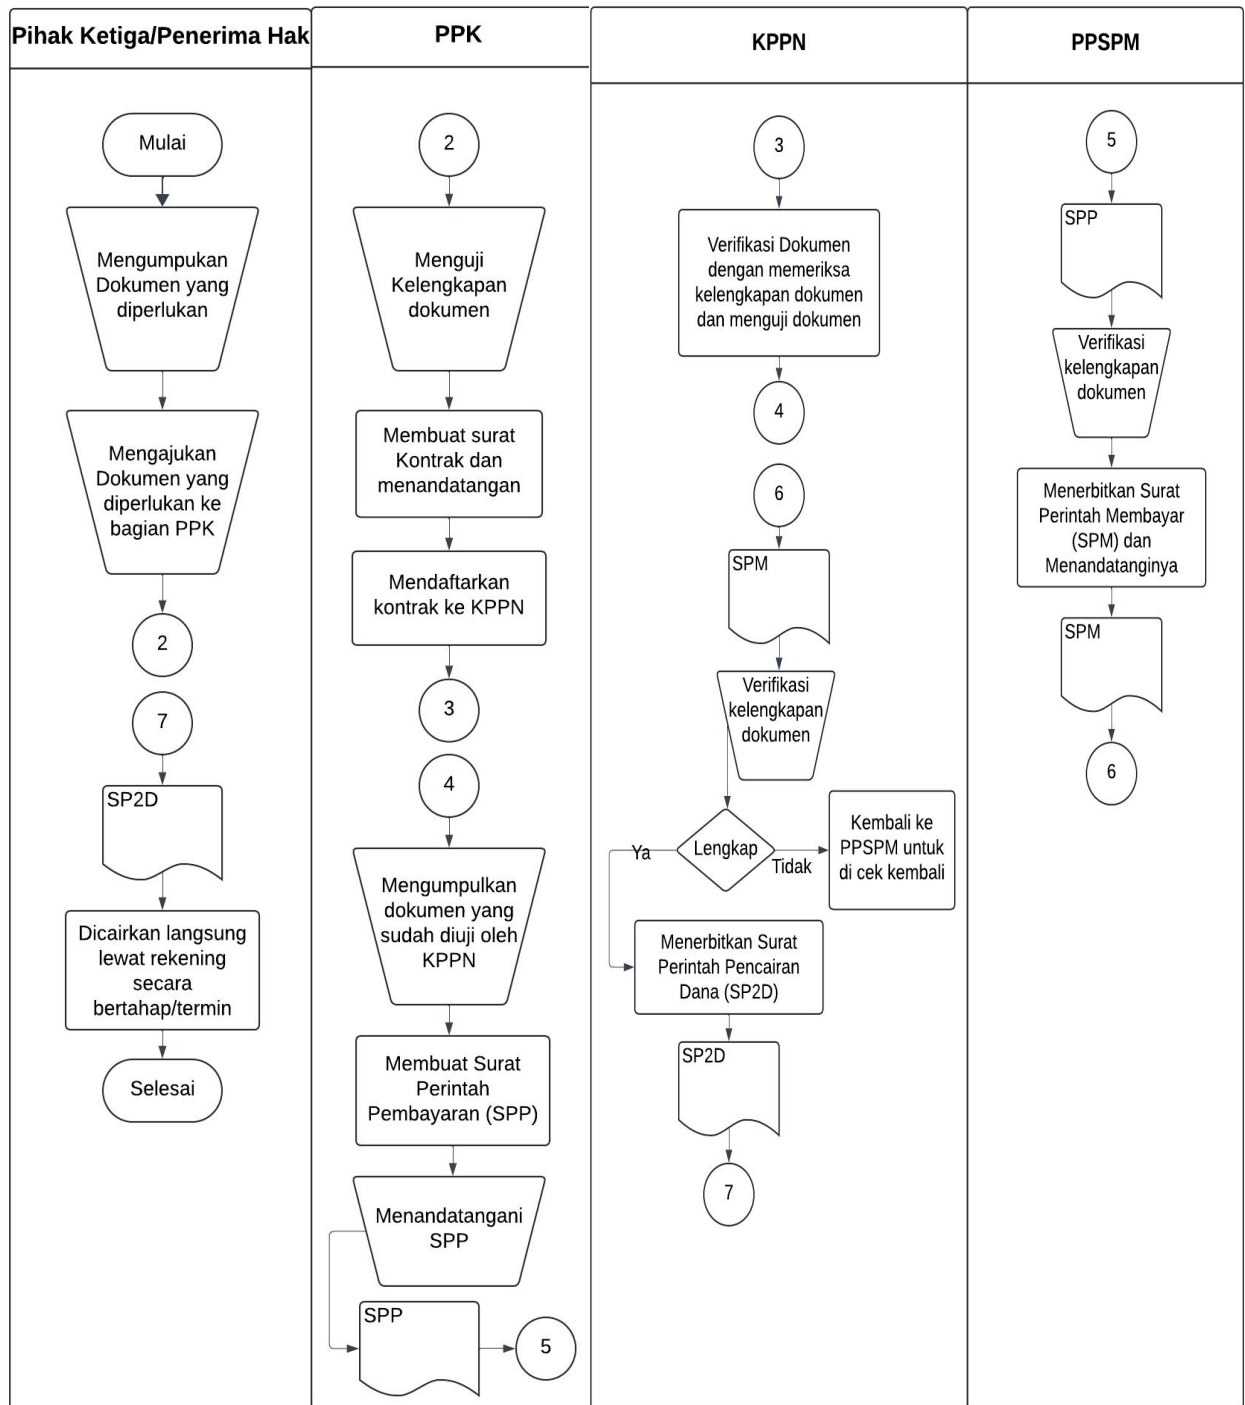 Pihak Ketiga/Penerima Hak
Mulai
Mengumpukan
Dokumen yang
diperlukan
Mengajukan
Dokumen yang
diperlukan ke
bagian PPK
2
7
SP2D
Dicairkan langsung
lewat rekening
secara
bertahap/termin
Selesai
PPK
2
Menguji
Kelengkapan
dokumen
Membuat surat
Kontrak dan
menandatangan
Mendaftarkan
kontrak ke KPPN
3
4
Mengumpulkan
dokumen yang
sudah diuji oleh
KPPN
Membuat Surat
Perintah
Pembayaran (SPP)
Menandatangani
SPP
SPP
5
KPPN
3
Verifikasi Dokumen
dengan memeriksa
kelengkapan dokumen
dan menguji dokumen
4
6
SPM
Verifikasi
kelengkapan
dokumen
Lengkap
Ya
Tidak
Kembali ke
PPSPM untuk
di cek kembali
Menerbitkan Surat
Perintah Pencairan
Dana (SP2D)
SP2D
7
PPSPM
5
SPP
Verifikasi
kelengkapan
dokumen
Menerbitkan Surat
Perintah Membayar
(SPM) dan
Menandatanginya
SPM
6